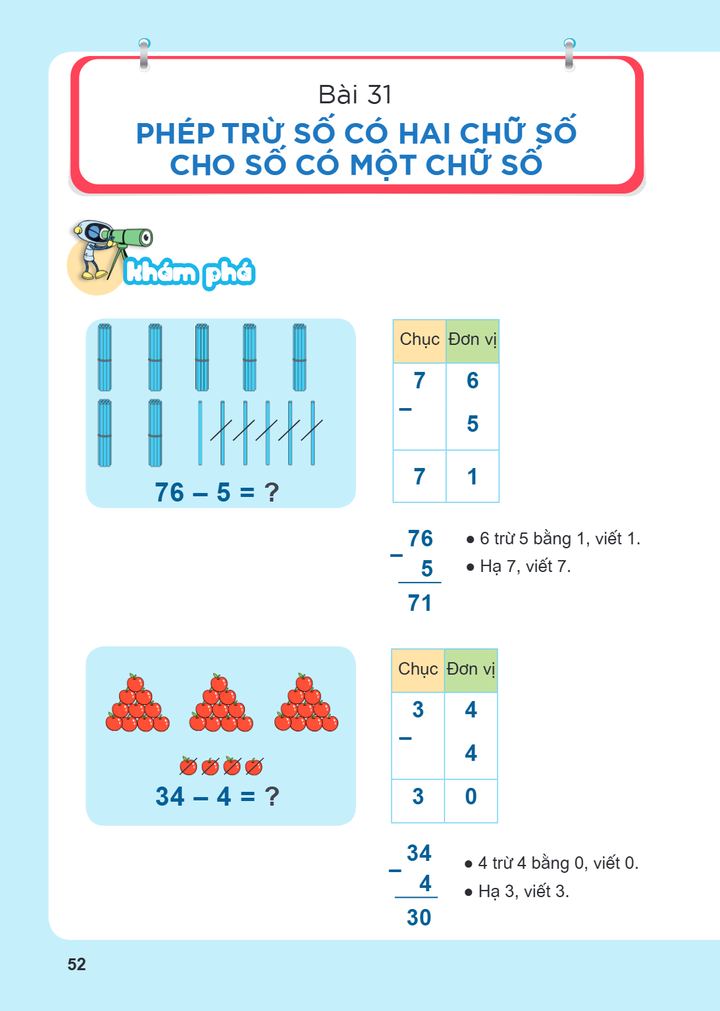 Bài 31
PHÉP TRỪ SỐ CÓ HAI CHỮ SỐ
CHO SỐ CÓ MỘT CHỮ SỐ
khám phá
76 – 5 = ?
Chục Đơn vị
7 6
–
5
7 1
76
–
5
71
● 6 trừ 5 bằng 1, viết 1.
● Hạ 7, viết 7.
34 – 4 = ?
Chục Đơn vị
3 4
–
4
3 0
34
–
4
30
● 4 trừ 4 bằng 0, viết 0.
● Hạ 3, viết 3.
52